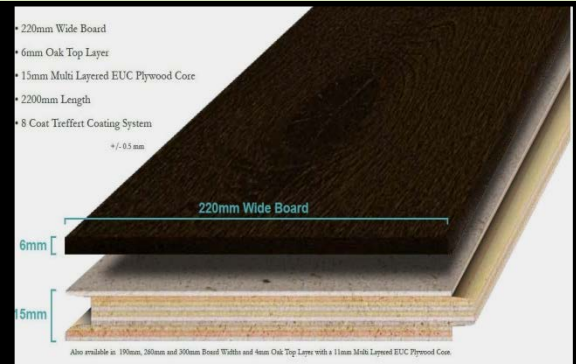 • 220mm Wide Board
• 6mm Oak Top Layer
• 15mm Multi Layered EUC Plywood Core
• 2200mm Length
• 8 Coat Treffert Coating System
+/- 0.5 mm
220mm Wide Board
6mm
15mm
Also available in 190mm, 260mm and 300mm Board Widths and 4mm Oak Top Layer with a 11mm Multi Layered EUC Plywood Core